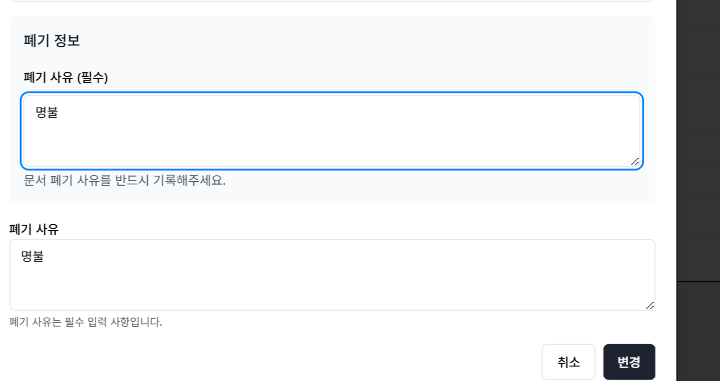 폐기 정보
폐기 사유 (필수)
명불
문서 폐기 사유를 반드시 기록해주세요.
폐기 사유
명불
폐기 사유는 필수 입력 사항입니다.
취소 변경